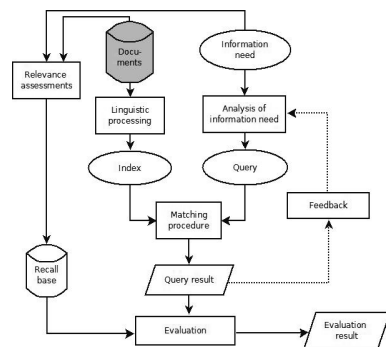 Docu-
ments
Information
need
Relevance
assessments
Linguistic
processing
Analysis of
information need
Index
Query
Matching
procedure
Feedback
Recall
base
Query result
Evaluation
Evaluation
result